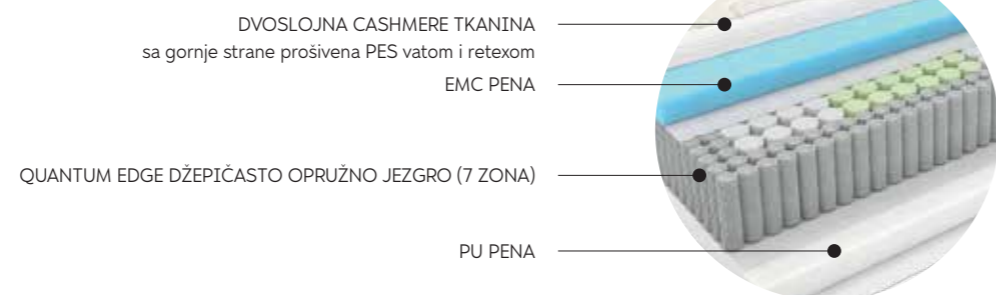 DVOSLOJNA CASHMERE TKANINA
sa gornje strane prošivena PES vatom i retexom
EMC PENA
QUANTUM EDGE DŽEPIČASTO OPRUŽNO JEZGRO (7 ZONA)
PU PENA